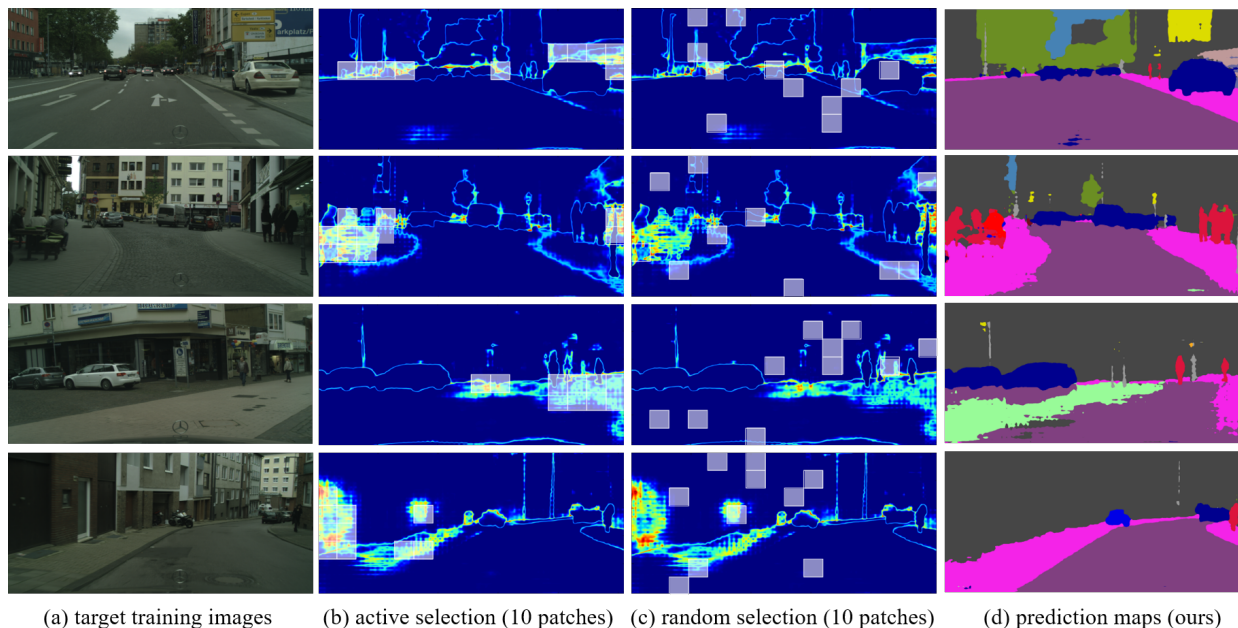 Parkplatz/P
(a) target training images
(b) active selection (10 patches)
(c) random selection (10 patches)
(d) prediction maps (ours)